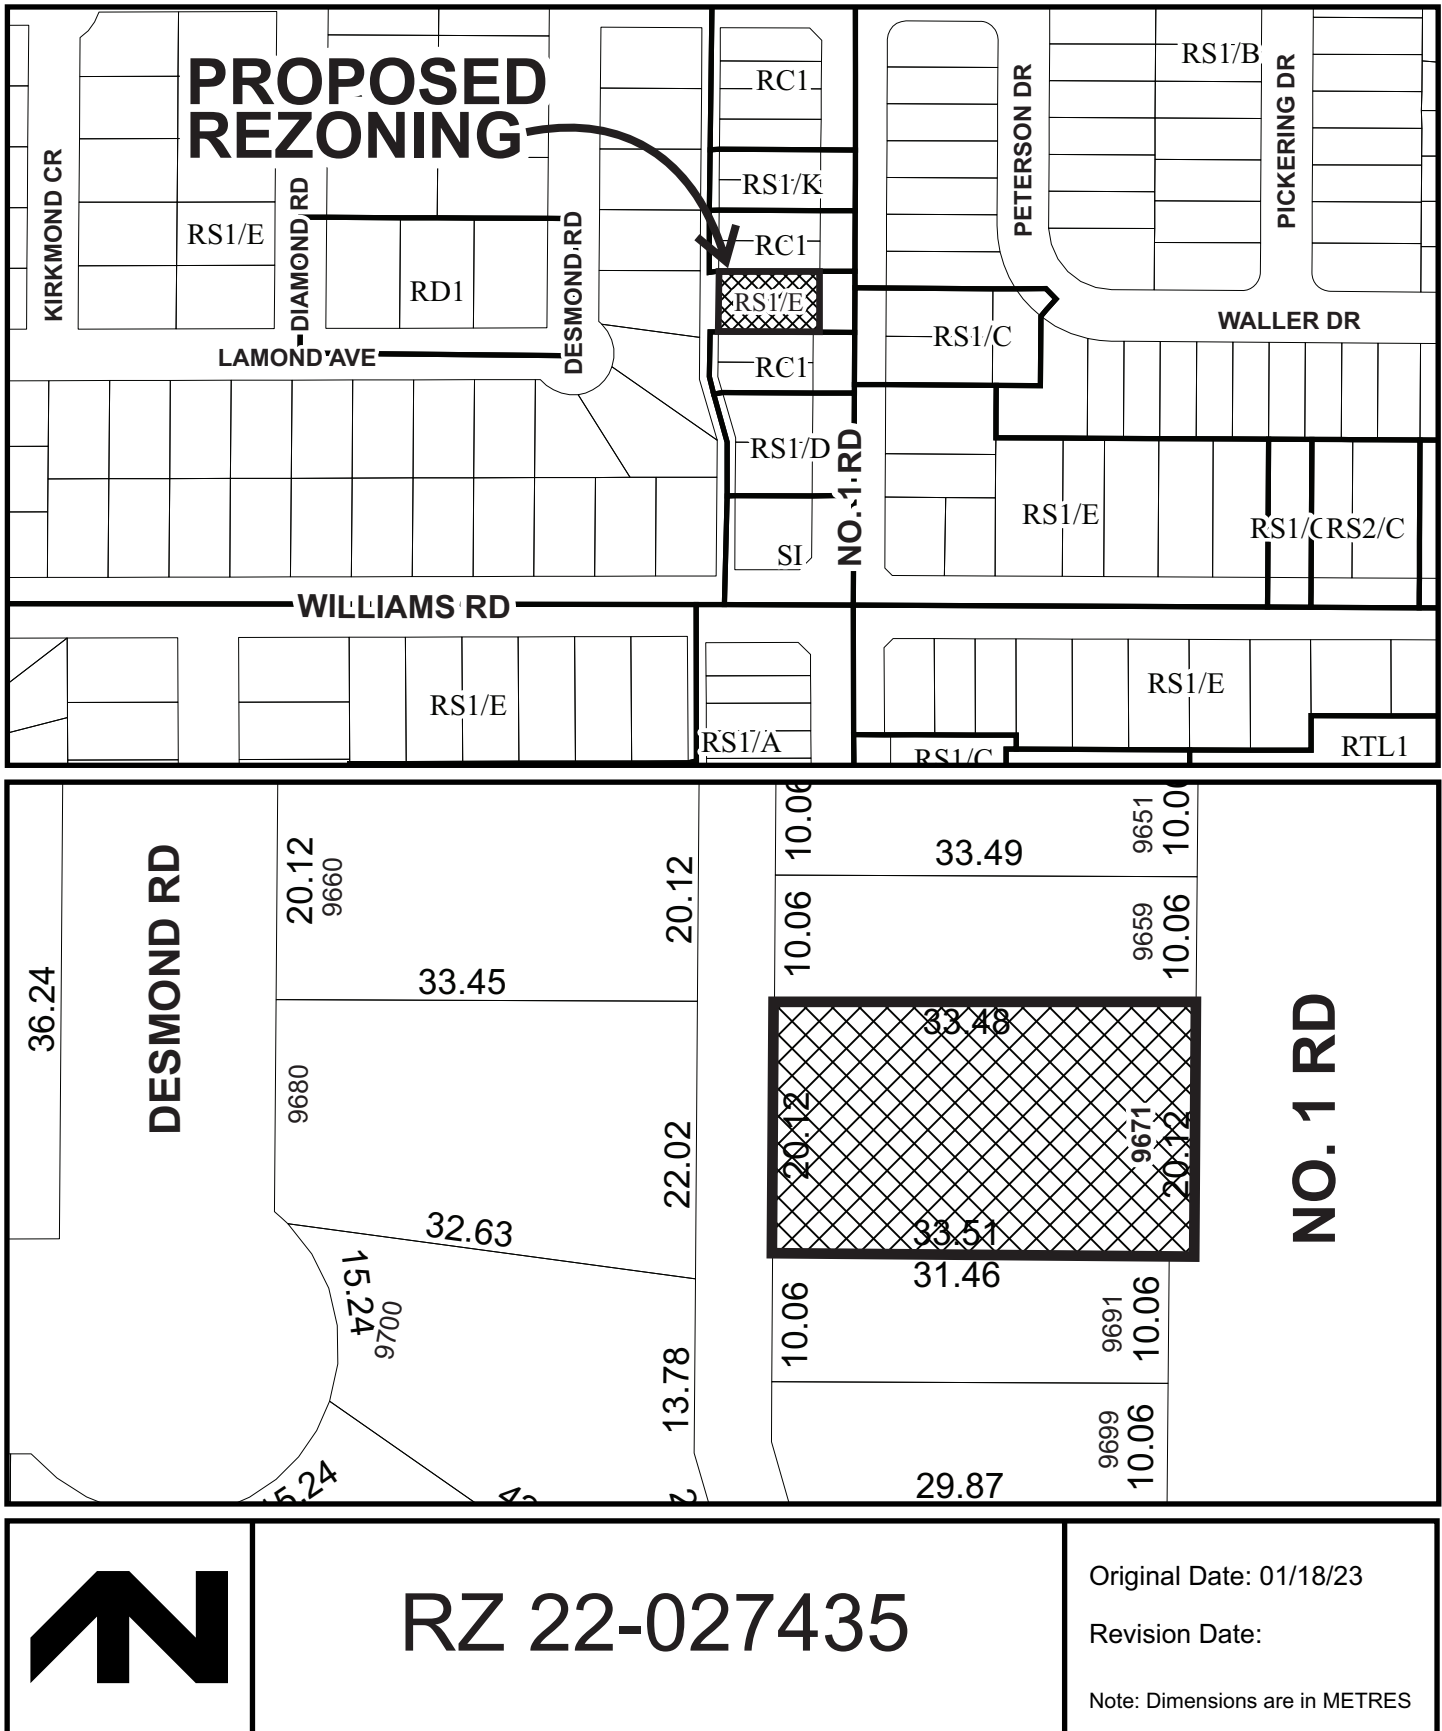 PROPOSED
REZONING
KIRKMOND CR
RS1/E
DIAMOND RD
RD1
DESMOND RD
LAMOND AVE
RC1
RS1/K
RC1
RS1/E
RC1
RS1/D
SI
NO. 1 RD
PETERSON DR
RS1/B
PICKERING DR
WALLER DR
RS1/C
RS1/E
RS1/C
RS2/C
WILLIAMS RD
RS1/E
RS1/A
RS1/E
RS1/C
RTL1
36.24
DESMOND RD
20.12
9660
33.45
20.12
9680
22.02
32.63
15.24
9700
13.78
15.24
10.06
9651
10.06
33.49
10.06
9659
10.06
33.48
20.12
9671
20.12
33.51
31.46
10.06
9691
10.06
9699
10.06
29.87
NO. 1 RD
RZ 22-027435
Original Date: 01/18/23
Revision Date:
Note: Dimensions are in METRES